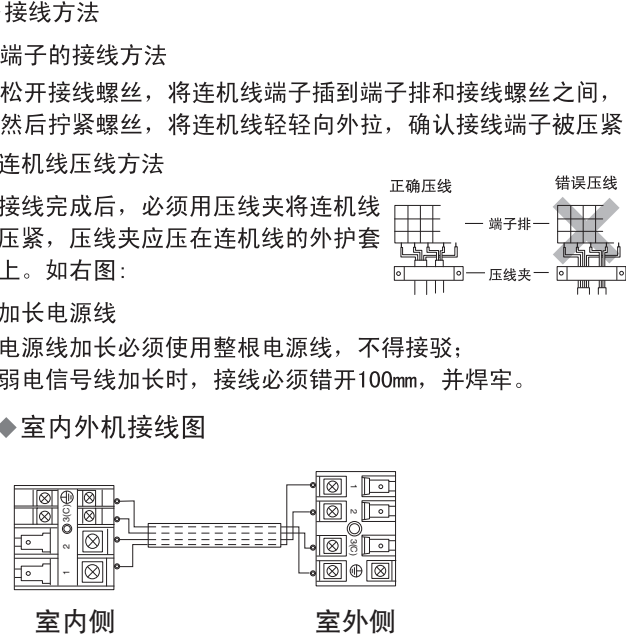 接线方法
端子的接线方法
松开接线螺丝，将连机线端子插到端子排和接线螺丝之间，
然后拧紧螺丝，将连机线轻轻向外拉，确认接线端子被压紧
连机线压线方法
接线完成后，必须用压线夹将连机线
压紧，压线夹应压在连机线的外护套
上。如右图：
正确压线
错误压线
端子排
压线夹
加长电源线
电源线加长必须使用整根电源线，不得接驳；
弱电信号线加长时，接线必须错开100mm，并焊牢。
◆室内外机接线图
3(C)
2
1
1
2
3(C)
室内侧
室外侧